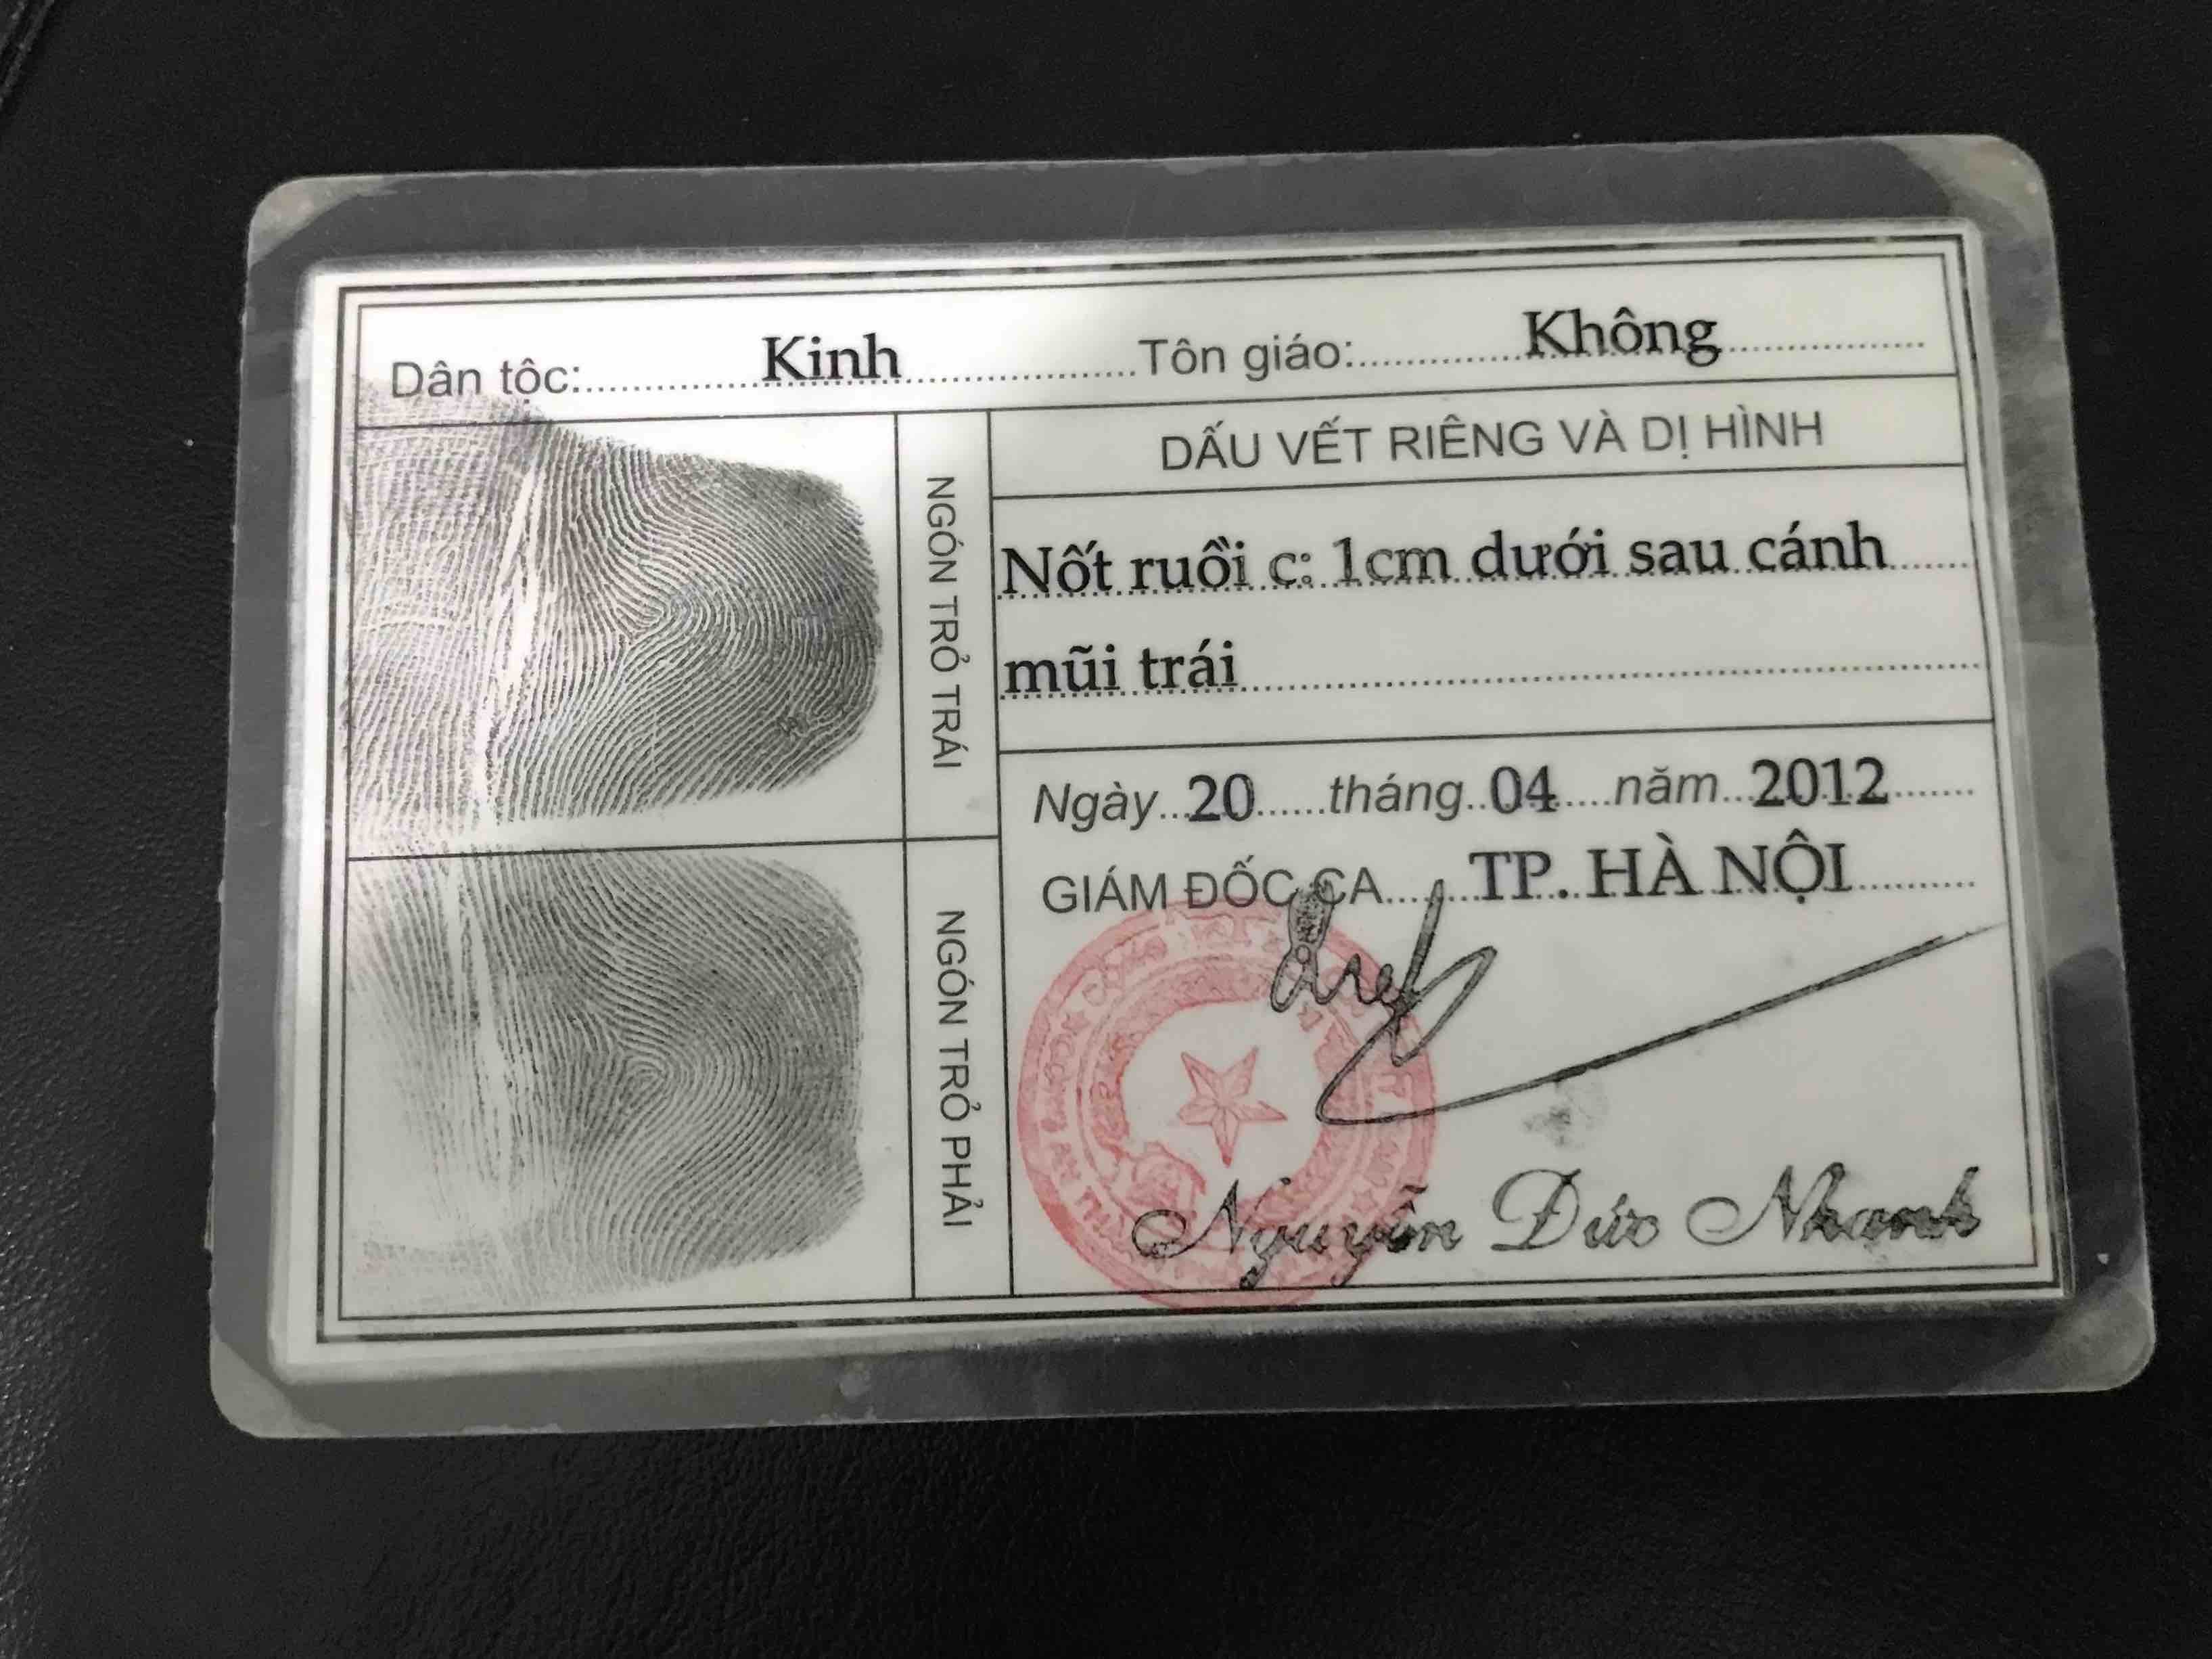 Dân tộc: Kinh Tôn giáo: Không
NGÓN TRỎ TRÁI
DẤU VẾT RIÊNG VÀ DỊ HÌNH
Nốt ruồi c: 1cm dưới sau cánh
mũi trái
Ngày 20 tháng 04 năm 2012
GIÁM ĐỐC CA TP. HÀ NỘI
NGÓN TRỎ PHẢI
Nguyễn Đức Nhanh